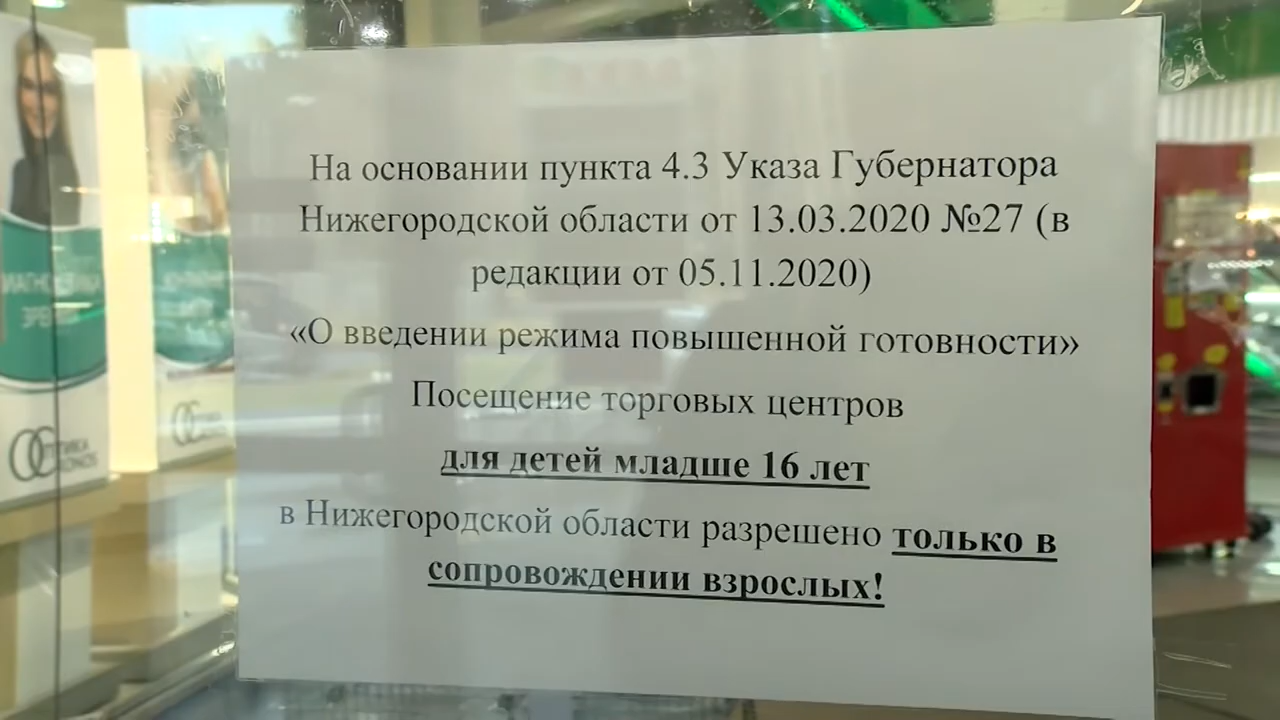 На основании пункта 4.3 Указа Губернатора
Нижегородской области от 13.03.2020 №27 (в
редакции от 05.11.2020)
«О введении режима повышенной готовности»
Посещение торговых центров
для детей младше 16 лет
в Нижегородской области разрешено только в
сопровождении взрослых!